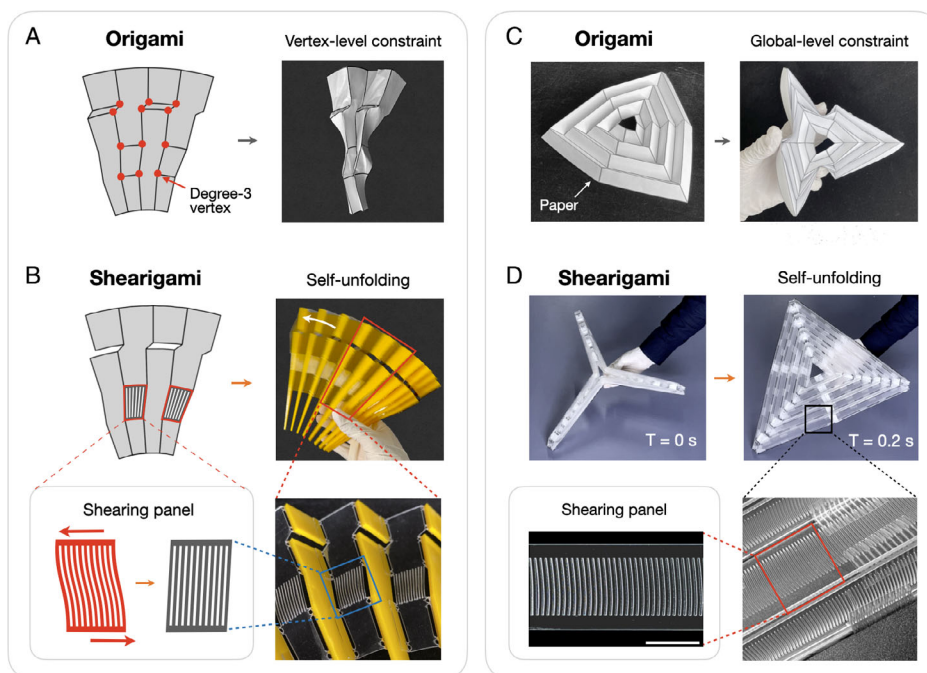 A
Origami
Vertex-level constraint
Degree-3
vertex
B
Shearigami
Self-unfolding
Shearing panel
C
Origami
Global-level constraint
Paper
D
Shearigami
Self-unfolding
T = 0 s
T = 0.2 s
Shearing panel